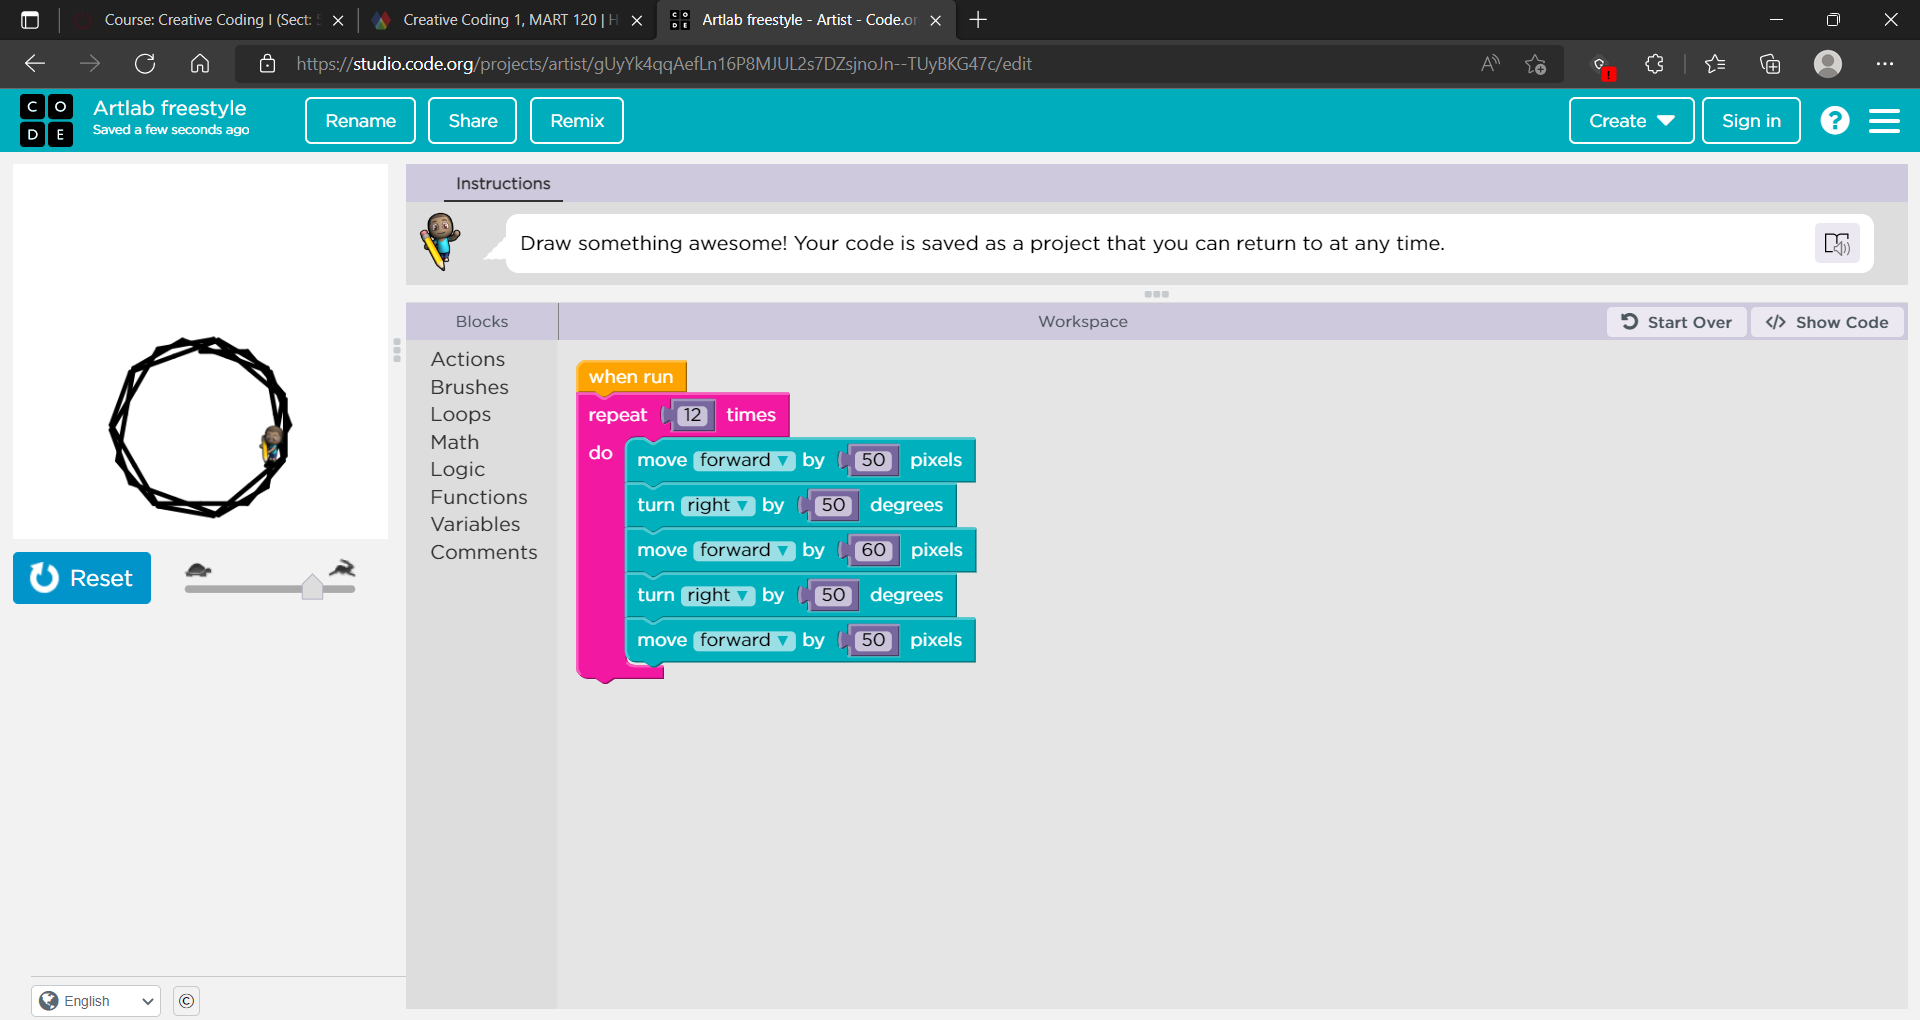 Course: Creative Coding I (Sect:
Creative Coding 1, MART 120 | H
Artlab freestyle - Artist - Code.or
https://studio.code.org/projects/artist/gUyYk4qqAefLn16P8MJUL2s7DZsjnoJn--TUyBKG47c/edit
C O D E
Artlab freestyle
Saved a few seconds ago
Rename
Share
Remix
Create
Sign in
?
Instructions
Draw something awesome! Your code is saved as a project that you can return to at any time.
Blocks
Workspace
Start Over
</> Show Code
Actions
Brushes
Loops
Math
Logic
Functions
Variables
Comments
when run
repeat 12 times
do
move forward by 50 pixels
turn right by 50 degrees
move forward by 60 pixels
turn right by 50 degrees
move forward by 50 pixels
Reset
English
©